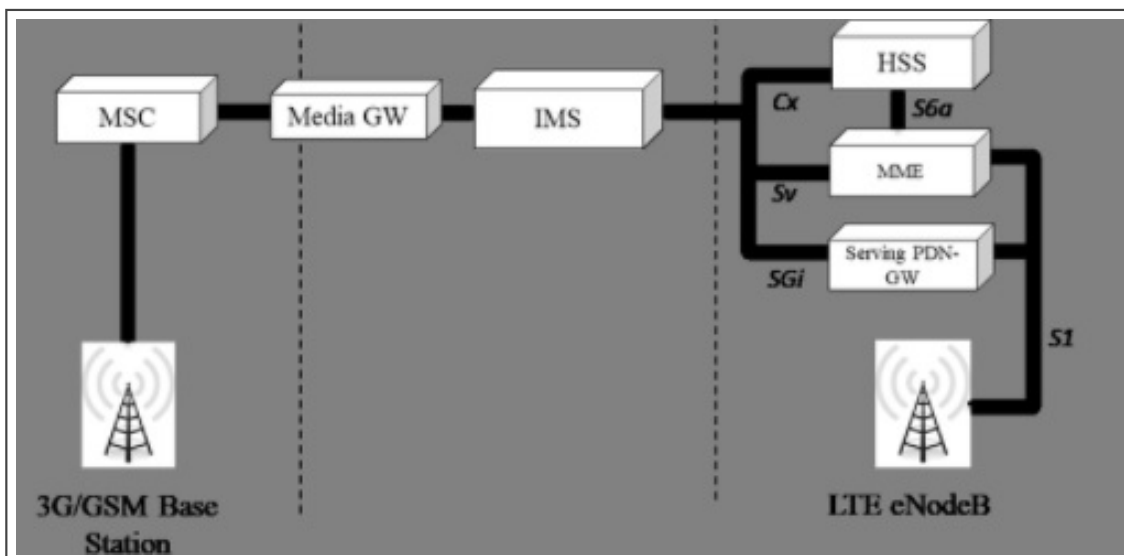 MSC
Media GW
IMS
HSS
Cx
S6a
MME
Sv
Serving PDN-
GW
SGi
S1
3G/GSM Base
Station
LTE eNodeB